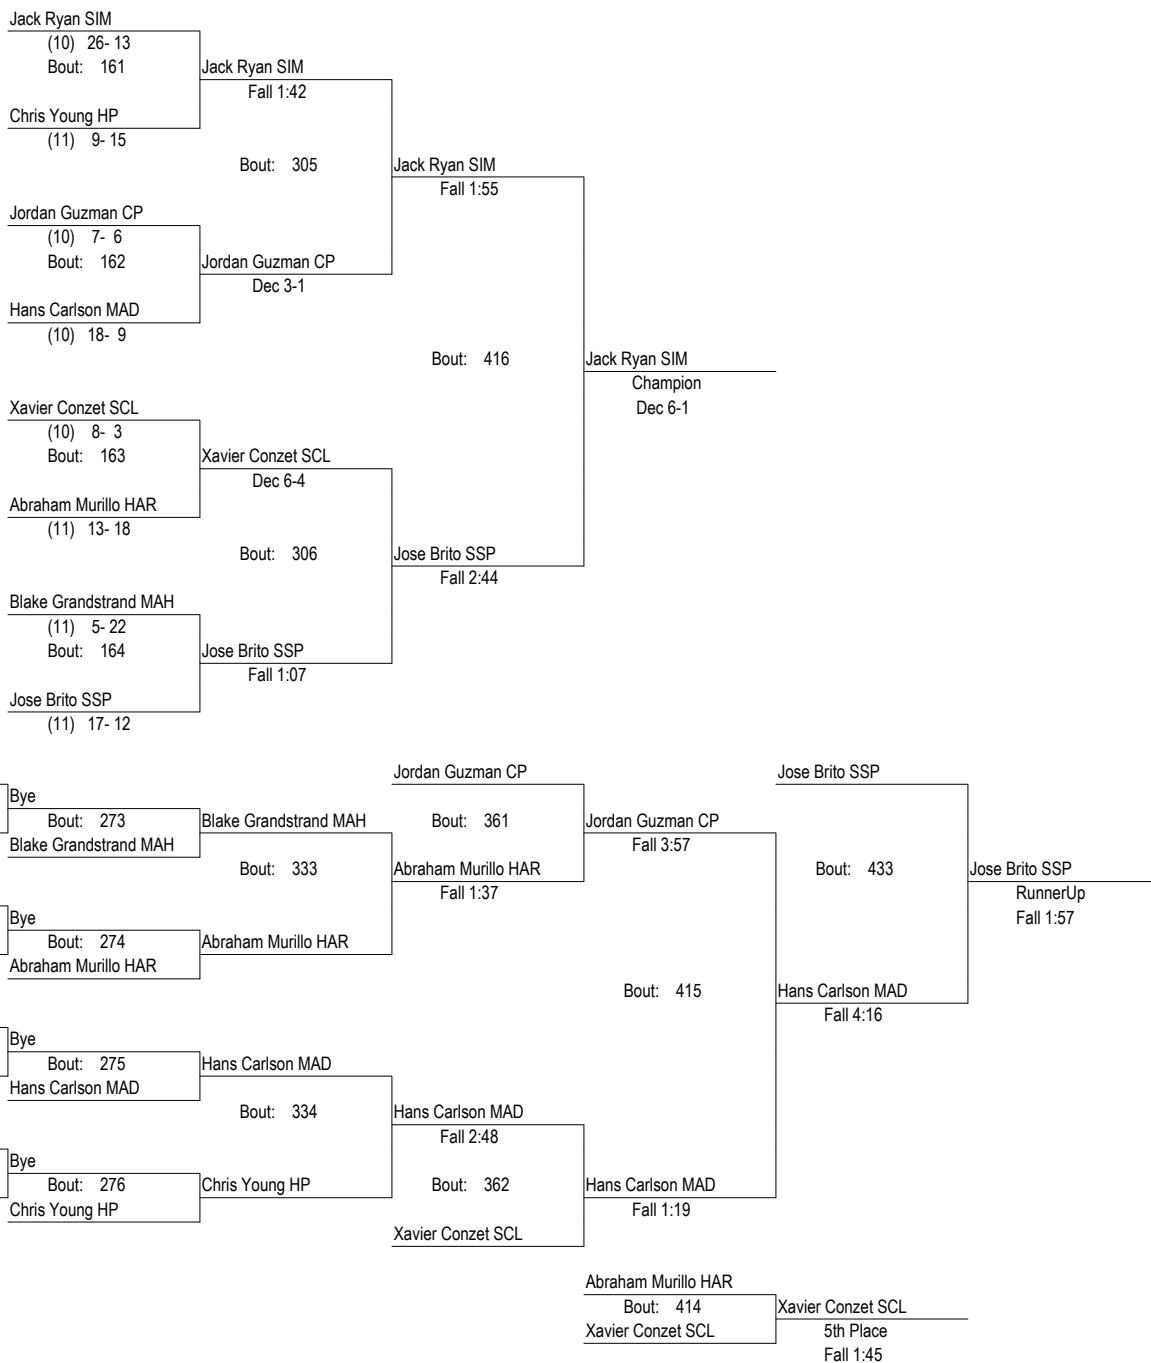 Jack Ryan SIM
(10) 26- 13
Bout: 161
Jack Ryan SIM
Fall 1:42
Chris Young HP
(11) 9- 15
Bout: 305
Jack Ryan SIM
Fall 1:55
Jordan Guzman CP
(10) 7- 6
Bout: 162
Jordan Guzman CP
Dec 3-1
Hans Carlson MAD
(10) 18- 9
Bout: 416
Jack Ryan SIM
Champion
Dec 6-1
Xavier Conzet SCL
(10) 8- 3
Bout: 163
Xavier Conzet SCL
Dec 6-4
Abraham Murillo HAR
(11) 13- 18
Bout: 306
Jose Brito SSP
Fall 2:44
Blake Grandstrand MAH
(11) 5- 22
Bout: 164
Jose Brito SSP
Fall 1:07
Jose Brito SSP
(11) 17- 12
Jordan Guzman CP
Jose Brito SSP
Bye
Bout: 273
Blake Grandstrand MAH
Bout: 361
Jordan Guzman CP
Blake Grandstrand MAH
Fall 3:57
Bout: 333
Abraham Murillo HAR
Fall 1:37
Bout: 433
Jose Brito SSP
RunnerUp
Fall 1:57
Bye
Bout: 274
Abraham Murillo HAR
Abraham Murillo HAR
Bout: 415
Hans Carlson MAD
Fall 4:16
Bye
Bout: 275
Hans Carlson MAD
Hans Carlson MAD
Bout: 334
Hans Carlson MAD
Fall 2:48
Bye
Bout: 276
Chris Young HP
Bout: 362
Hans Carlson MAD
Chris Young HP
Fall 1:19
Xavier Conzet SCL
Abraham Murillo HAR
Bout: 414
Xavier Conzet SCL
Xavier Conzet SCL
5th Place
Fall 1:45